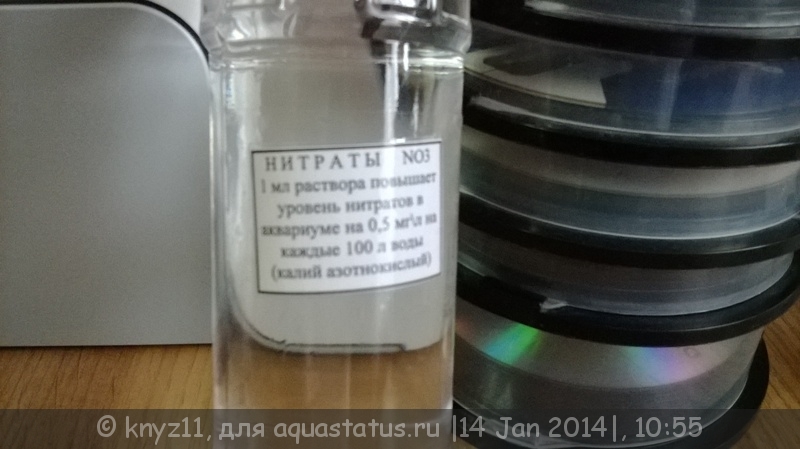 НИТРАТЫ NO3
1 мл раствора повышает
уровень нитратов в
аквариуме на 0,5 мг\л на
каждые 100 л воды
(калий азотнокислый)
© knyz11, для aquastatus.ru |14 Jan 2014|, 10:55